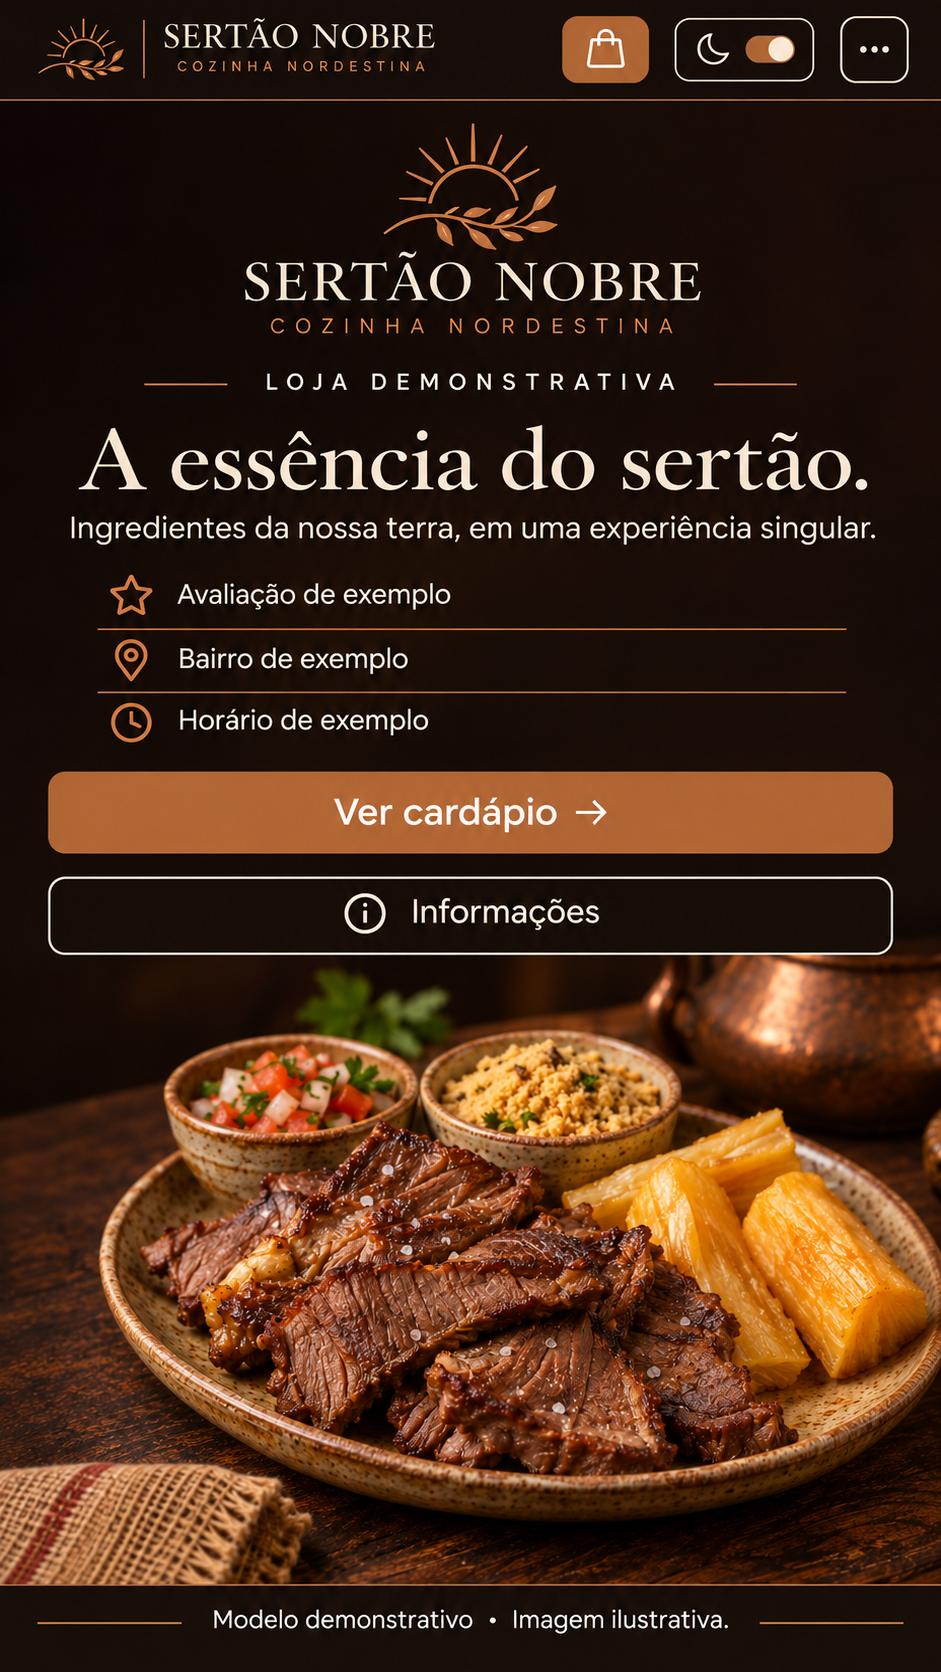 SERTÃO NOBRE
COZINHA NORDESTINA
SERTÃO NOBRE
COZINHA NORDESTINA
LOJA DEMONSTRATIVA
A essência do sertão.
Ingredientes da nossa terra, em uma experiência singular.
Avaliação de exemplo
Bairro de exemplo
Horário de exemplo
Ver cardápio →
Informações
Modelo demonstrativo • Imagem ilustrativa.